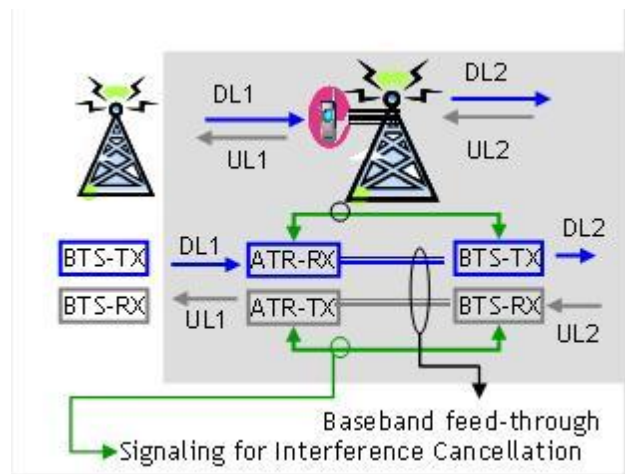 DL1
DL2
UL1
UL2
BTS-TX
DL1
ATR-RX
BTS-TX
DL2
BTS-RX
UL1
ATR-TX
BTS-RX
UL2
Baseband feed-through
Signaling for Interference Cancellation